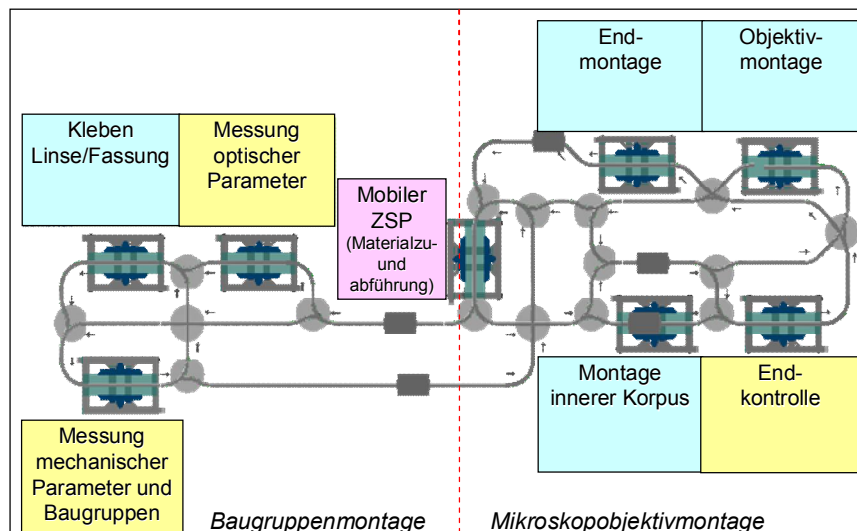 End-
montage
Objektiv-
montage
Kleben
Linse/Fassung
Messung
optischer
Parameter
Mobiler
ZSP
(Materialzu-
und
abführung)
Montage
innerer Korpus
End-
kontrolle
Messung
mechanischer
Parameter und
Baugruppen
Baugruppenmontage
Mikroskopobjektivmontage